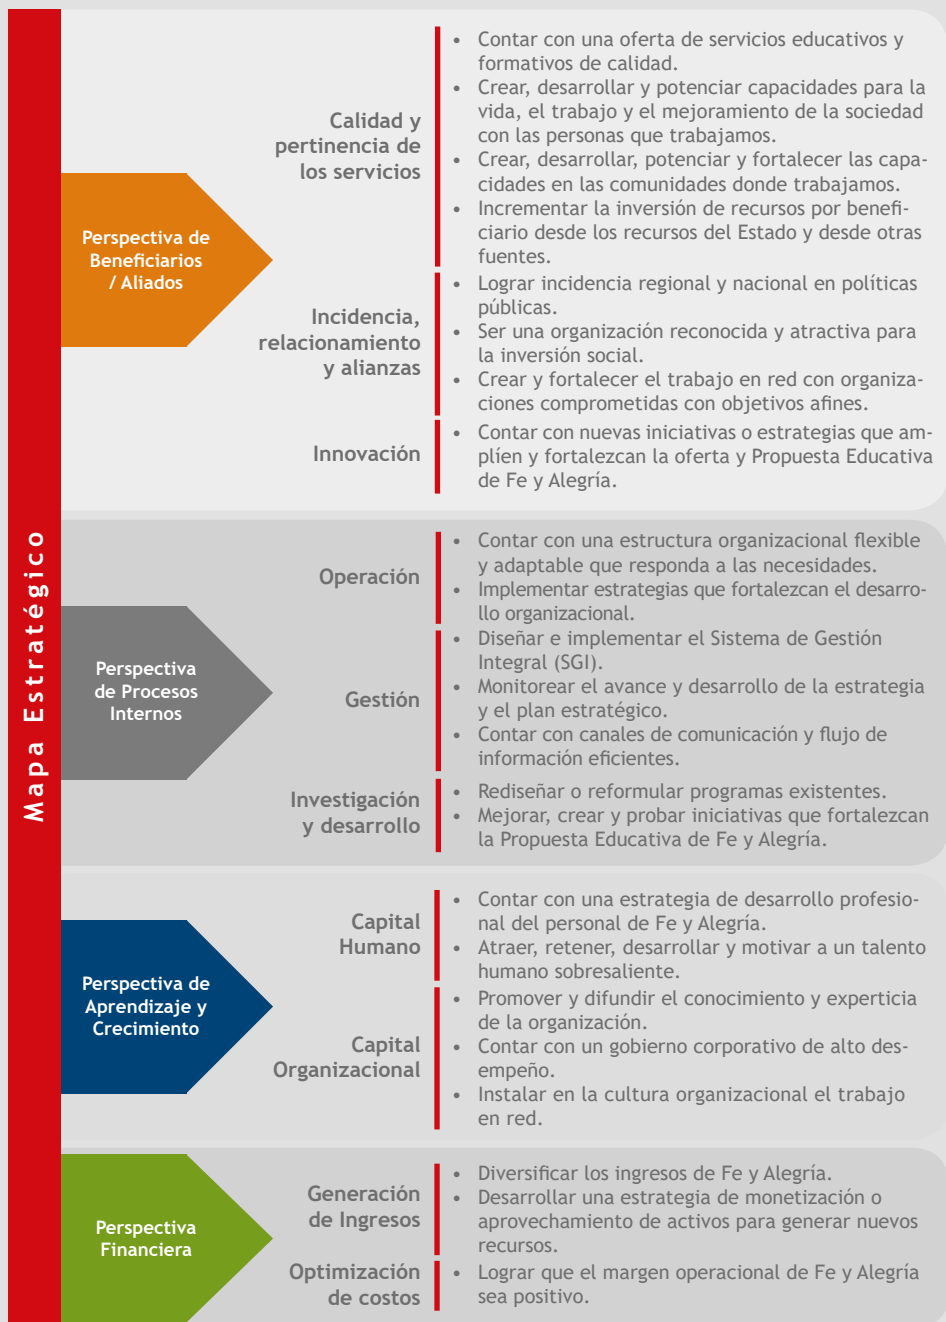 Mapa Estratégico
Perspectiva de
Beneficiarios
/ Aliados
Calidad y
pertinencia de
los servicios
• Contar con una oferta de servicios educativos y
formativos de calidad.
• Crear, desarrollar y potenciar capacidades para la
vida, el trabajo y el mejoramiento de la sociedad
con las personas que trabajamos.
• Crear, desarrollar, potenciar y fortalecer las capa-
cidades en las comunidades donde trabajamos.
• Incrementar la inversión de recursos por benefi-
ciario desde los recursos del Estado y desde otras
fuentes.
Incidencia,
relacionamiento
y alianzas
• Lograr incidencia regional y nacional en políticas
públicas.
• Ser una organización reconocida y atractiva para
la inversión social.
• Crear y fortalecer el trabajo en red con organiza-
ciones comprometidas con objetivos afines.
Innovación
• Contar con nuevas iniciativas o estrategias que am-
plíen y fortalezcan la oferta y Propuesta Educativa
de Fe y Alegría.
Perspectiva
de Procesos
Internos
Operación
• Contar con una estructura organizacional flexible
y adaptable que responda a las necesidades.
• Implementar estrategias que fortalezcan el desarro-
llo organizacional.
Gestión
• Diseñar e implementar el Sistema de Gestión
Integral (SGI).
• Monitorear el avance y desarrollo de la estrategia
y el plan estratégico.
• Contar con canales de comunicación y flujo de
información eficientes.
Investigación
y desarrollo
• Rediseñar o reformular programas existentes.
• Mejorar, crear y probar iniciativas que fortalezcan
la Propuesta Educativa de Fe y Alegría.
Perspectiva de
Aprendizaje y
Crecimiento
Capital
Humano
• Contar con una estrategia de desarrollo profesio-
nal del personal de Fe y Alegría.
• Atraer, retener, desarrollar y motivar a un talento
humano sobresaliente.
Capital
Organizacional
• Promover y difundir el conocimiento y experticia
de la organización.
• Contar con un gobierno corporativo de alto des-
empeño.
• Instalar en la cultura organizacional el trabajo
en red.
Perspectiva
Financiera
Generación
de Ingresos
• Diversificar los ingresos de Fe y Alegría.
• Desarrollar una estrategia de monetización o
aprovechamiento de activos para generar nuevos
recursos.
Optimización
de costos
• Lograr que el margen operacional de Fe y Alegría
sea positivo.